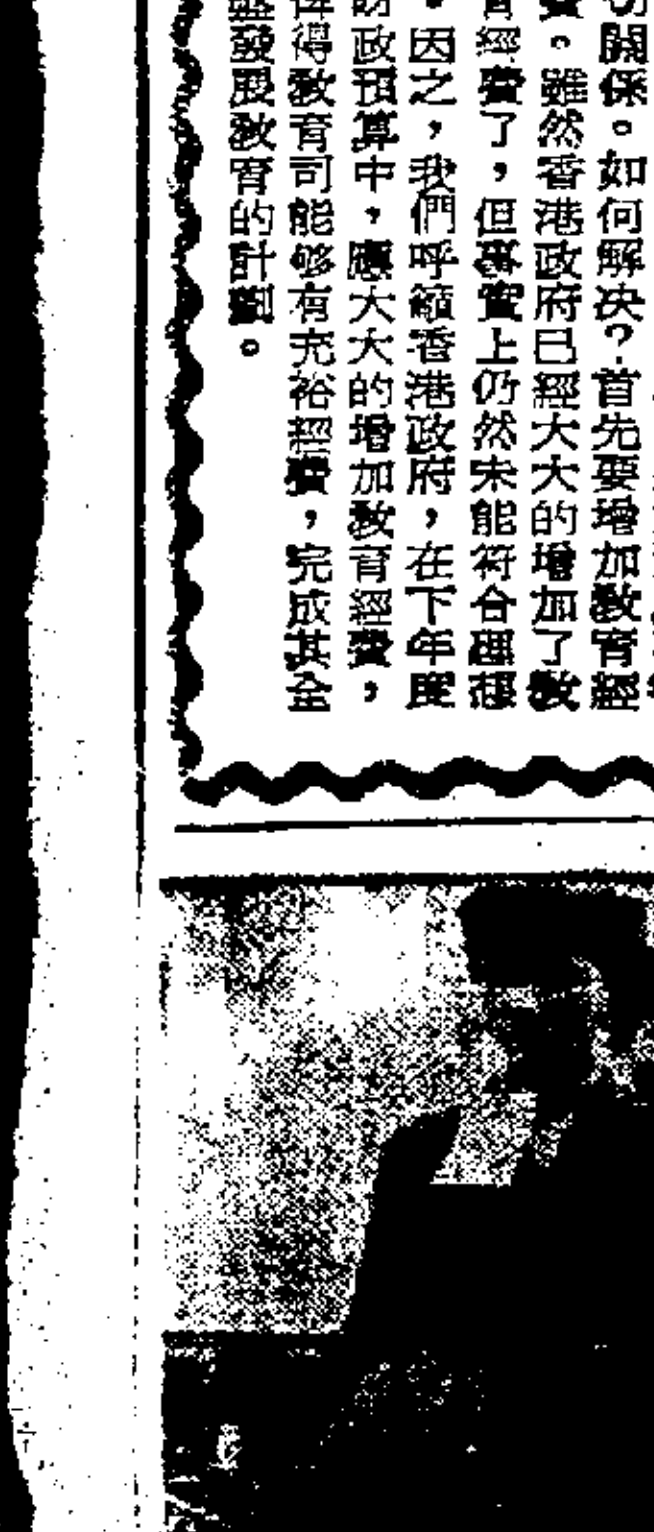 切關係。如何解決？首先要增加教育經
費。雖然香港政府已經大大的增加了教
育經費了，但事實上仍然未能符合理想
。因之，我們呼籲香港政府，在下年度
財政預算中，應大大的增加教育經費，
俾得教育司能够有充裕經費，完成其全
盤發展教育的計劃。